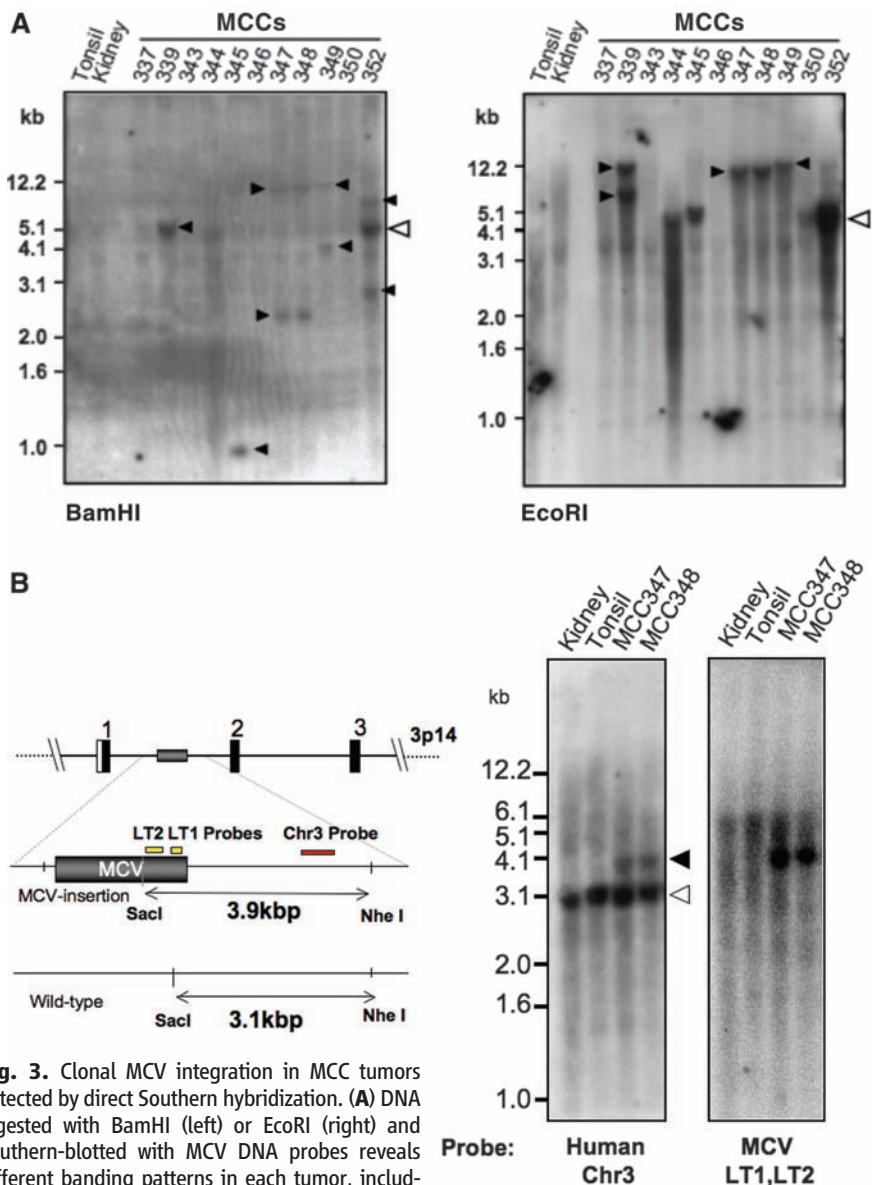 A
MCCs
Tonsil Kidney 337 339 343 344 345 346 347 348 349 350 352
kb
12.2
5.1
4.1
3.1
2.0
1.6
1.0
BamHI
MCCs
Tonsil Kidney 337 339 343 344 345 346 347 348 349 350 352
kb
12.2
5.1
4.1
3.1
2.0
1.6
1.0
EcoRI
B
1 2 3 3p14
LT2 LT1 Probes Chr3 Probe
MCV
MCV-insertion
SacI 3.9kbp Nhe I
Wild-type
SacI 3.1kbp Nhe I
Kidney Tonsil MCC347 MCC348
Kidney Tonsil MCC347 MCC348
kb
12.2
6.1
5.1
4.1
3.1
2.0
1.6
1.0
Probe: Human Chr3
MCV LT1,LT2
g. 3. Clonal MCV integration in MCC tumors
tected by direct Southern hybridization. (A) DNA
gested with BamHI (left) or EcoRI (right) and
uthern-blotted with MCV DNA probes reveals
fferent banding patterns in each tumor, includ-